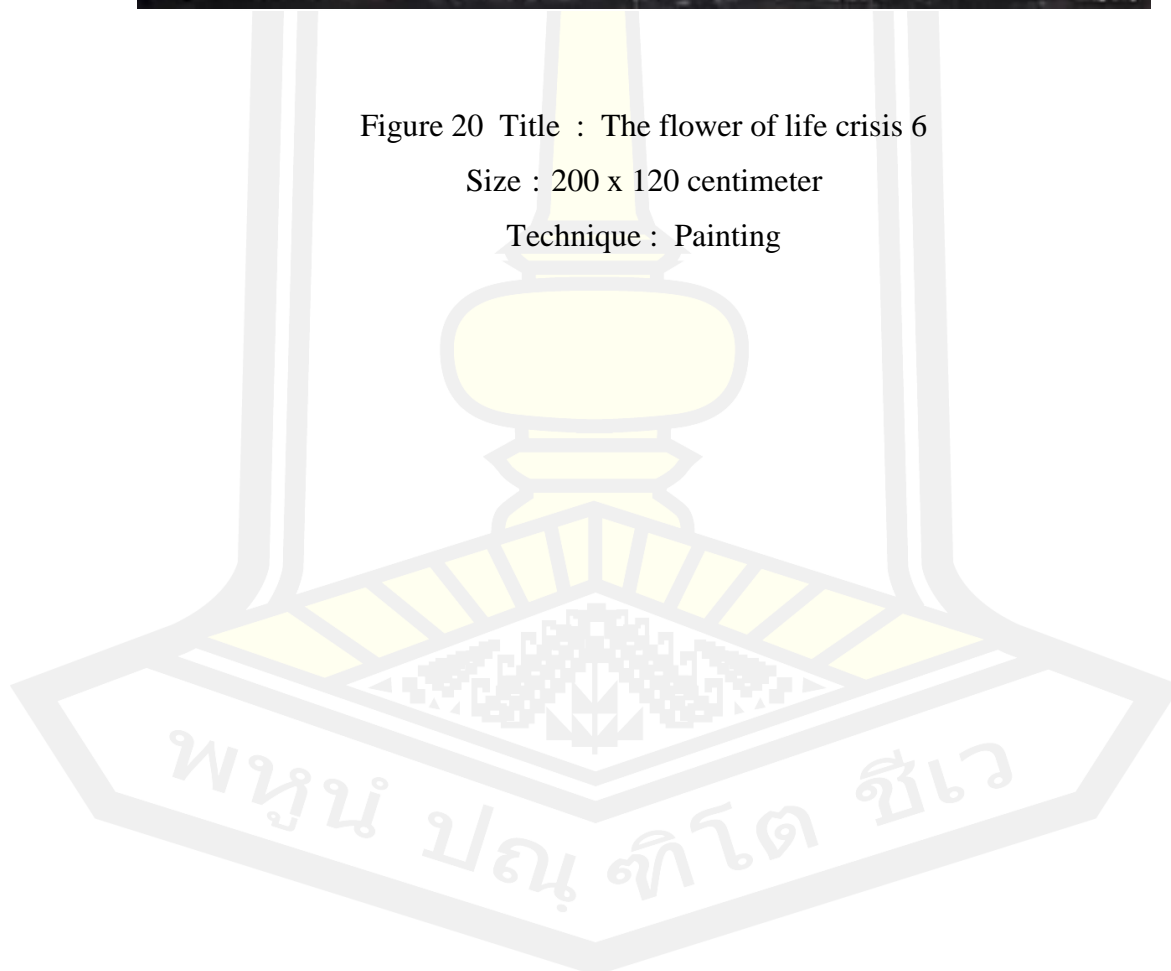 Figure 20 Title : The flower of life crisis 6
Size : 200 x 120 centimeter
Technique : Painting
พหุนํ ปณฺฑิโต ชีเว